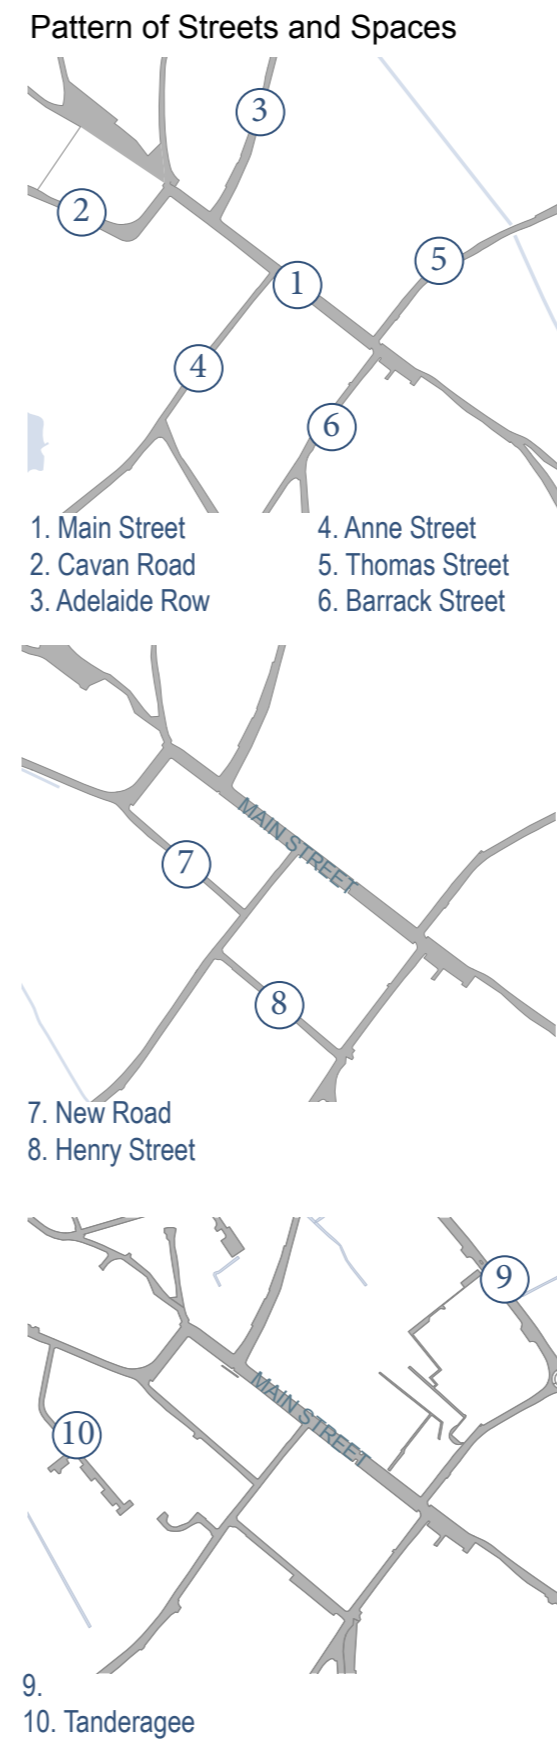 Pattern of Streets and Spaces
3
2
5
1
4
6
1. Main Street
2. Cavan Road
3. Adelaide Row
4. Anne Street
5. Thomas Street
6. Barrack Street
MAIN STREET
7
8
7. New Road
8. Henry Street
9
MAIN STREET
10
9.
10. Tanderagee